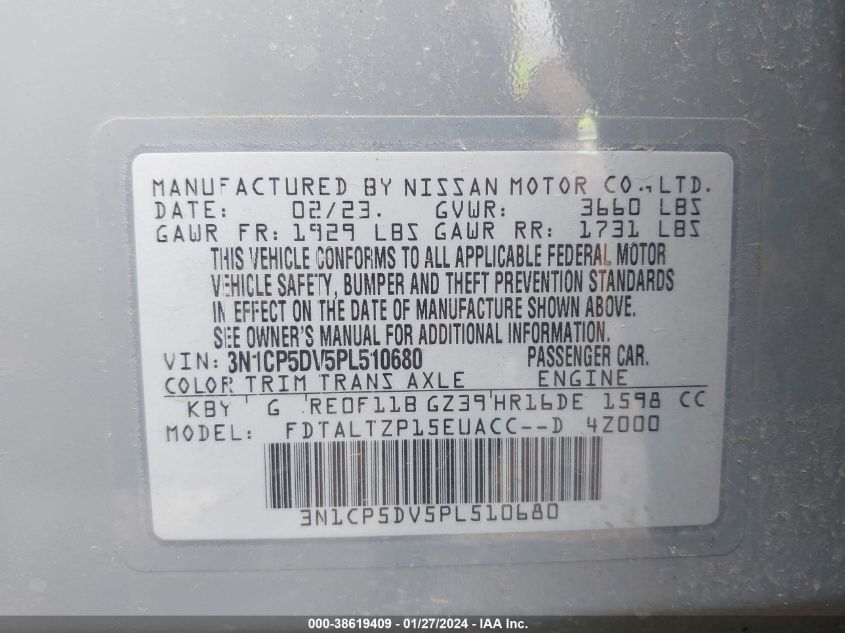 MANUFACTURED BY NISSAN MOTOR CO.,LTD.
DATE: 02/23. GVWR: 3660 LBS
GAWR FR: 1929 LBS GAWR RR: 1731 LBS
THIS VEHICLE CONFORMS TO ALL APPLICABLE FEDERAL MOTOR
VEHICLE SAFETY, BUMPER AND THEFT PREVENTION STANDARDS
IN EFFECT ON THE DATE OF MANUFACTURE SHOWN ABOVE.
SEE OWNER'S MANUAL FOR ADDITIONAL INFORMATION.
VIN: 3N1CP5DV5PL510680 PASSENGER CAR.
COLOR TRIM TRANS AXLE ENGINE
KBY G RE0F11B GZ39 HR16DE 1598 CC
MODEL: FDTALTZP15EUACC--D 4Z000
3N1CP5DV5PL510680
000-38619409 - 01/27/2024 - IAA Inc.